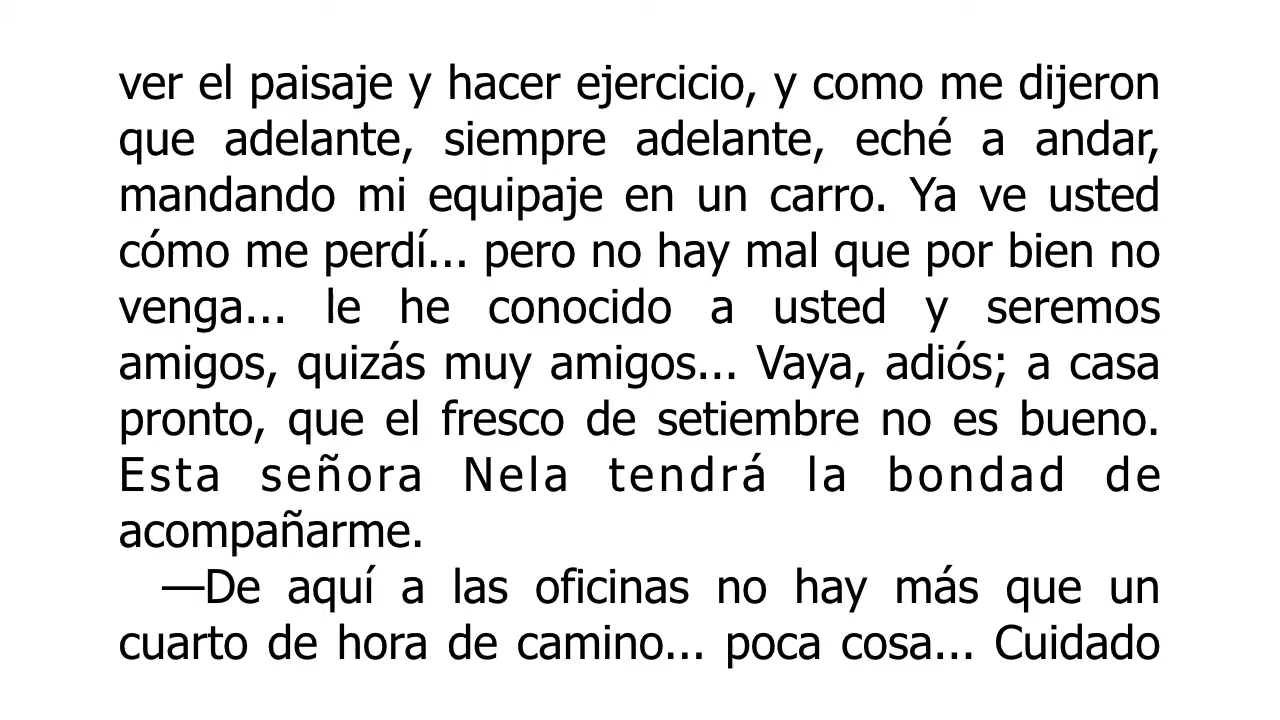 ver el paisaje y hacer ejercicio, y como me dijeron
que adelante, siempre adelante, eché a andar,
mandando mi equipaje en un carro. Ya ve usted
cómo me perdí... pero no hay mal que por bien no
venga... le he conocido a usted y seremos
amigos, quizás muy amigos... Vaya, adiós; a casa
pronto, que el fresco de setiembre no es bueno.
Esta señora Nela tendrá la bondad de
acompañarme.
—De aquí a las oficinas no hay más que un
cuarto de hora de camino... poca cosa... Cuidado